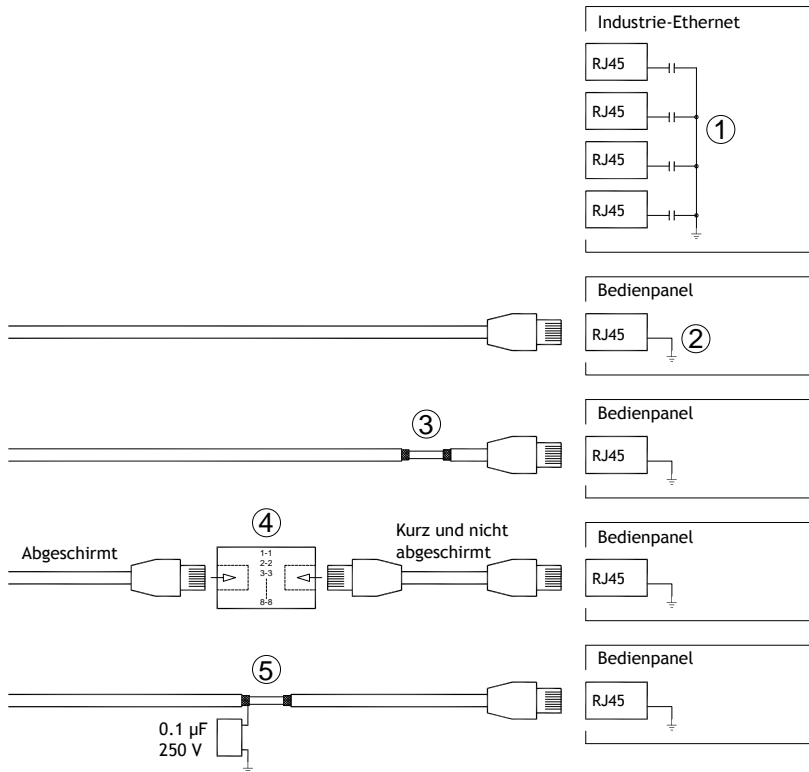 Industrie-Ethernet
RJ45
RJ45
1
RJ45
RJ45
Bedienpanel
RJ45
2
Bedienpanel
3
RJ45
Bedienpanel
4
Abgeschirmt
Kurz und nicht
abgeschirmt
1-1
2-2
3-3
8-8
RJ45
Bedienpanel
5
RJ45
0.1 µF
250 V